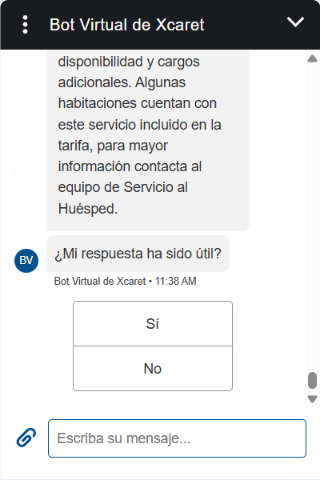 Bot Virtual de Xcaret
disponibilidad y cargos
adicionales. Algunas
habitaciones cuentan con
este servicio incluido en la
tarifa, para mayor
información contacta al
equipo de Servicio al
Huésped.
BV
¿Mi respuesta ha sido útil?
Bot Virtual de Xcaret • 11:38 AM
Sí
No
Escriba su mensaje...